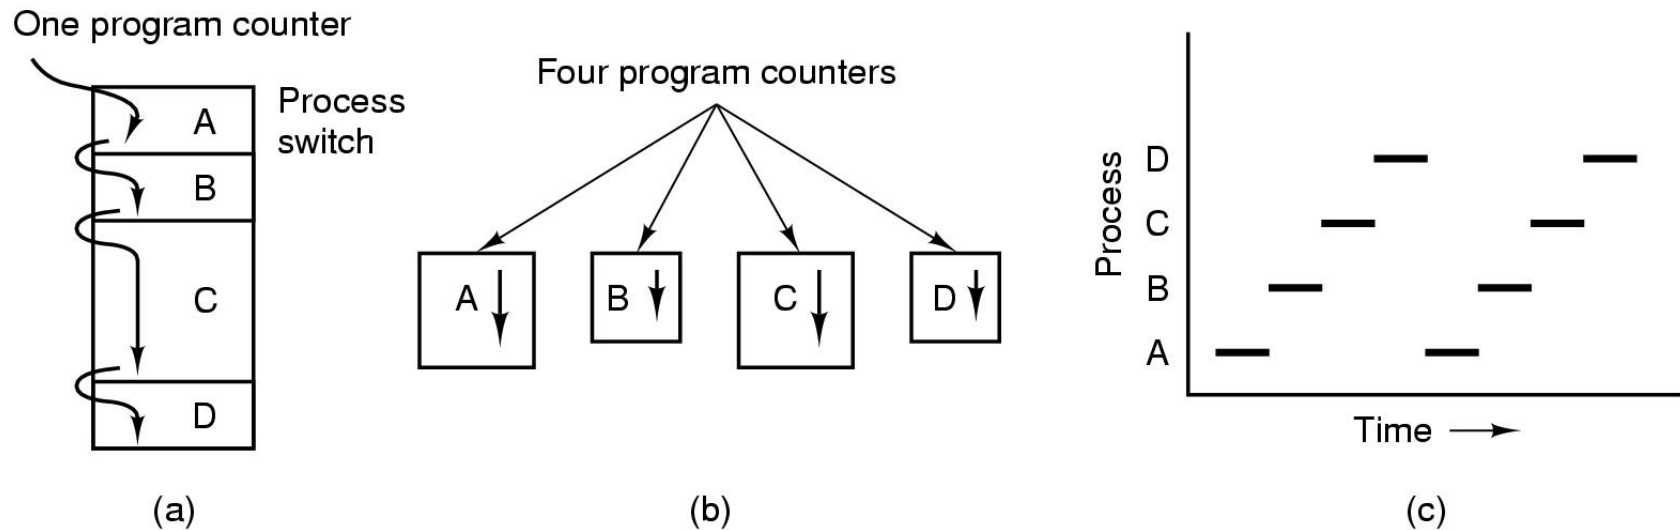 One program counter
Process
switch
A
B
C
D
(a)
Four program counters
A
B
C
D
(b)
Process
D
C
B
A
Time
(c)